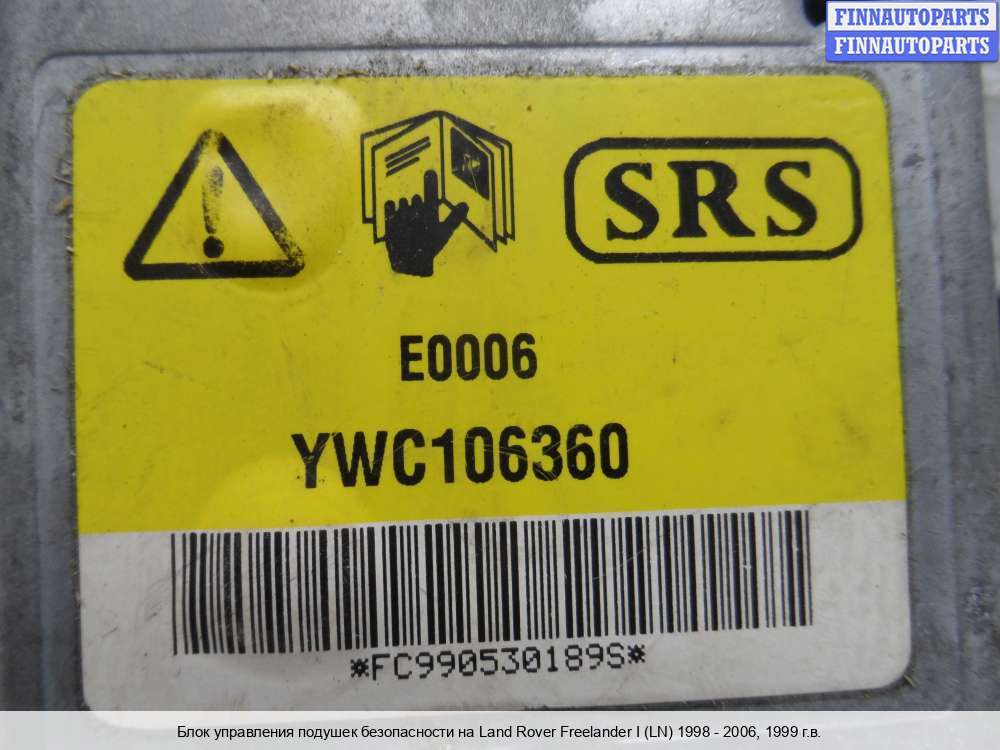 FINNAUTOPARTS
FINNAUTOPARTS
SRS
E0006
YWC106360
*FC990530189S*
Блок управления подушек безопасности на Land Rover Freelander I (LN) 1998 - 2006, 1999 г.в.